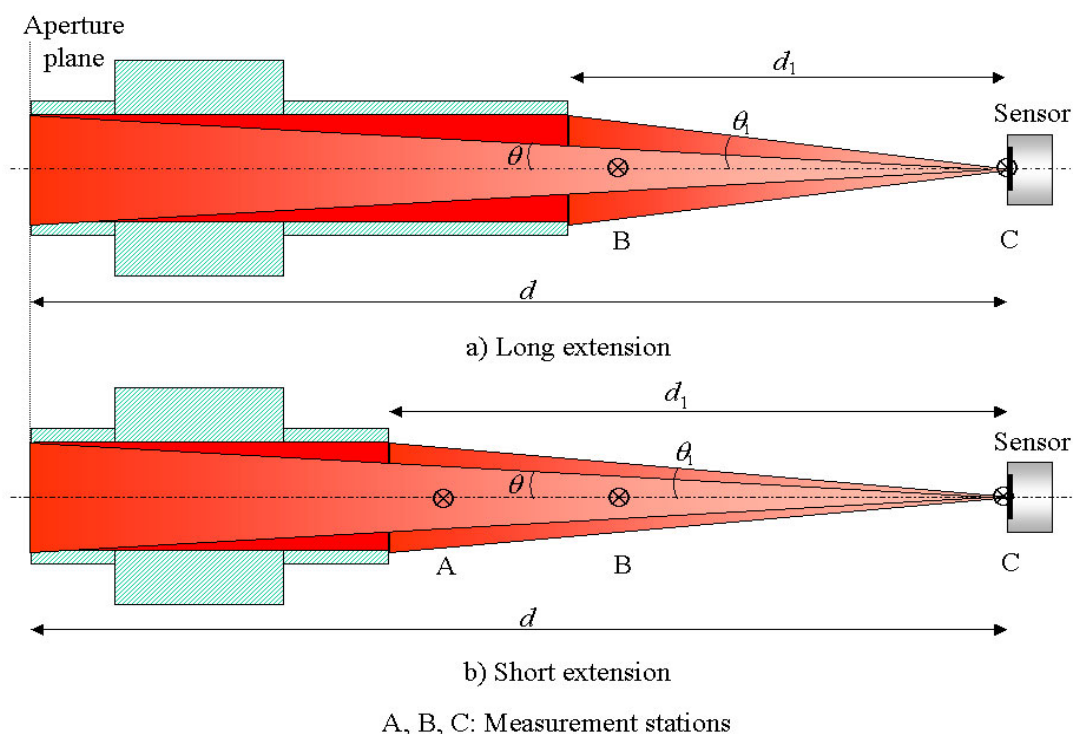 Aperture
plane
d₁
Sensor
θ₁
θ
B
C
d
a) Long extension
d₁
Sensor
θ₁
θ
A
B
C
d
b) Short extension
A, B, C: Measurement stations